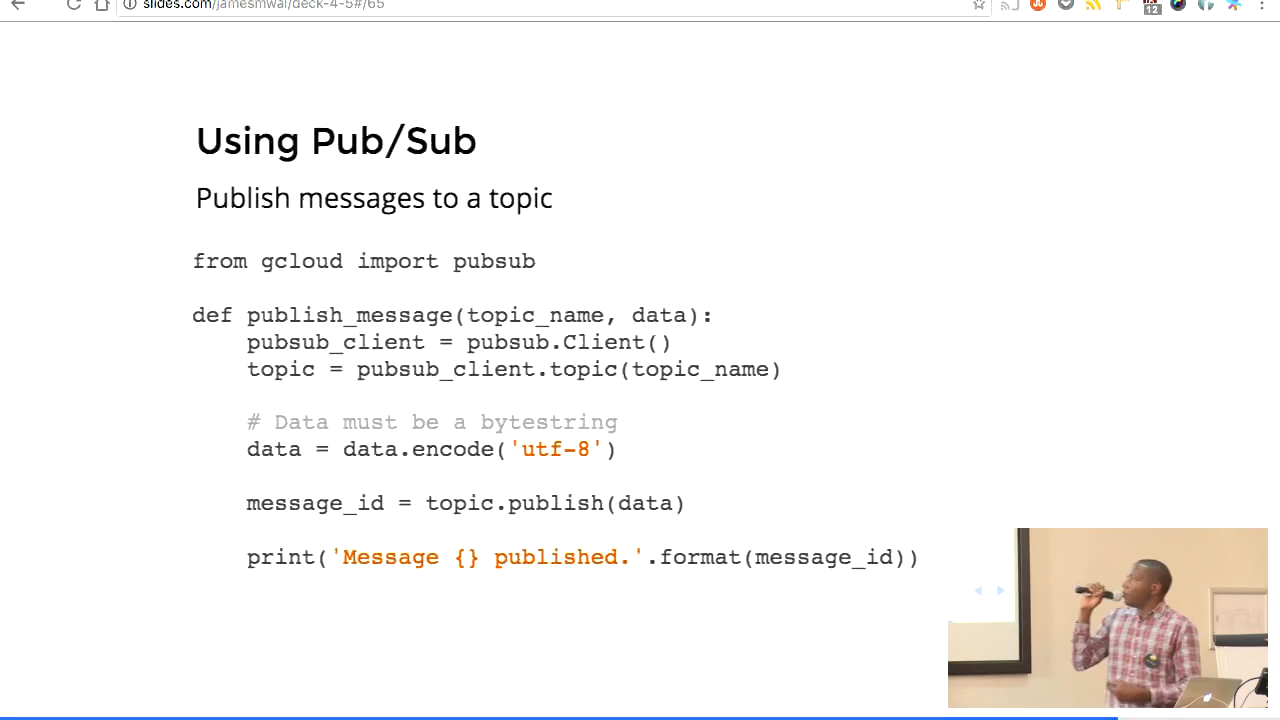 slides.com/jamesmwai/deck-4-5#/65
12
Using Pub/Sub
Publish messages to a topic
from gcloud import pubsub
def publish_message(topic_name, data):
pubsub_client = pubsub.Client()
topic = pubsub_client.topic(topic_name)
# Data must be a bytestring
data = data.encode('utf-8')
message_id = topic.publish(data)
print('Message {} published.'.format(message_id))